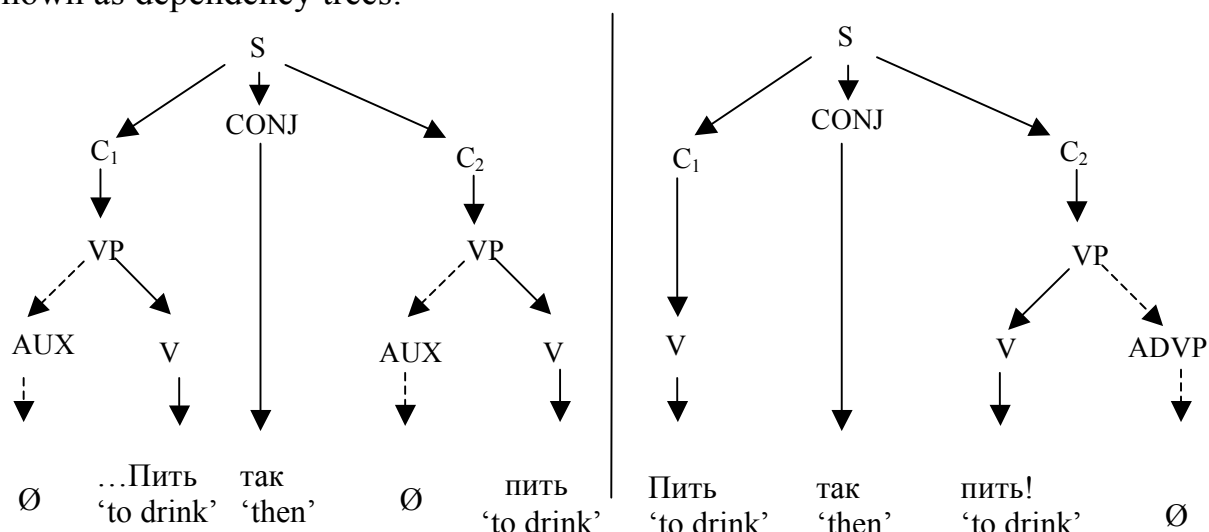 nown as dependency trees:
S S
CONJ CONJ
C₁ C₂ C₁ C₂
VP VP VP
AUX V AUX V V V ADVP
…Пить так пить Пить так пить!
Ø ‘to drink’ ‘then’ Ø ‘to drink’ ‘to drink’ ‘then’ ‘to drink’ Ø